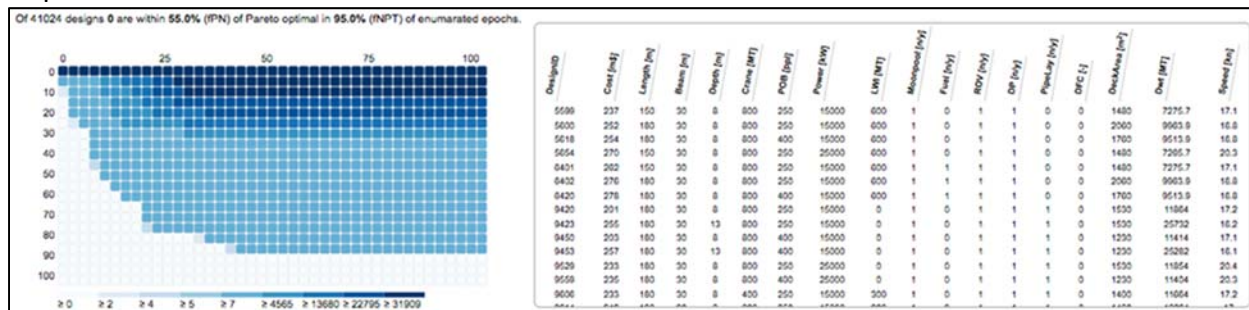 Of 41024 designs 0 are within 55.0% (fPN) of Pareto optimal in 95.0% (fNPT) of enumarated epochs.
0 25 50 75 100
0
10
20
30
40
50
60
70
80
90
100
≥ 0 ≥ 2 ≥ 4 ≥ 5 ≥ 7 ≥ 4565 ≥ 13680 ≥ 22795 ≥ 31909
DesignID Cost [m$] Length [m] Beam [m] Depth [m] Crane [MT] POB [ppl] Power [kW] LWI [MT] Moonpool [n/y] Fuel [n/y] ROV [n/y] DP [n/y] PipeLay [n/y] OFC [-] DeckArea [m²] Dwt [MT] Speed [kn]
5599 237 150 30 8 800 250 15000 600 1 0 1 1 0 0 1480 7275.7 17.1
5600 252 180 30 8 800 250 15000 600 1 0 1 1 0 0 2060 9963.9 16.8
5618 254 180 30 8 800 400 15000 600 1 0 1 1 0 0 1760 9513.9 16.8
5654 270 150 30 8 800 250 25000 600 1 0 1 1 0 0 1480 7265.7 20.3
6401 262 150 30 8 800 250 15000 600 1 1 1 1 0 0 1480 7275.7 17.1
6402 276 180 30 8 800 250 15000 600 1 1 1 1 0 0 2060 9963.9 16.8
6420 278 180 30 8 800 400 15000 600 1 1 1 1 0 0 1760 9513.9 16.8
9420 201 180 30 8 800 250 15000 0 1 0 1 1 1 0 1530 11864 17.2
9423 255 180 30 13 800 250 15000 0 1 0 1 1 1 0 1530 25732 16.2
9450 203 180 30 8 800 400 15000 0 1 0 1 1 1 0 1230 11414 17.1
9453 257 180 30 13 800 400 15000 0 1 0 1 1 1 0 1230 25282 16.1
9529 233 180 30 8 800 250 25000 0 1 0 1 1 1 0 1530 11854 20.4
9559 235 180 30 8 800 400 25000 0 1 0 1 1 1 0 1230 11404 20.3
9606 233 180 30 8 400 250 15000 300 1 0 1 1 1 0 1400 11664 17.2